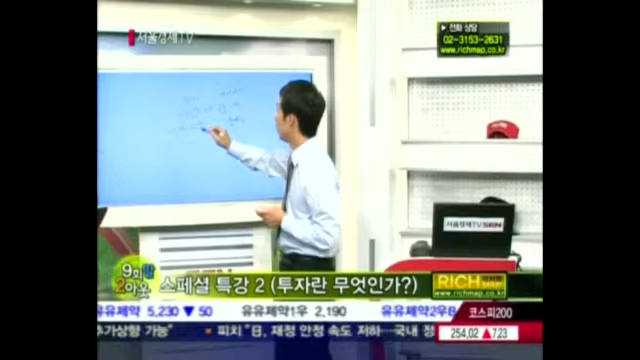 서울경제TV
▶ 전화 상담
02-3153-2631
www.richmap.co.kr
서울경제TV SEN
9회말
2아웃
스페셜 특강 2 (투자란 무엇인가?)
RICH
MAP
www.richmap.co.kr
유유제약 5,230 ▼ 50 유유제약1우 2,190 유유제약2우B
코스피200
추가상향 가능" • 피치 "日, 재정 안정 속도 저하… 국내 정
254.02 ▲ 7.23